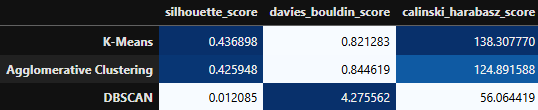 silhouette_score davies_bouldin_score calinski_harabasz_score
K-Means 0.436898 0.821283 138.307770
Agglomerative Clustering 0.425948 0.844619 124.891588
DBSCAN 0.012085 4.275562 56.064419